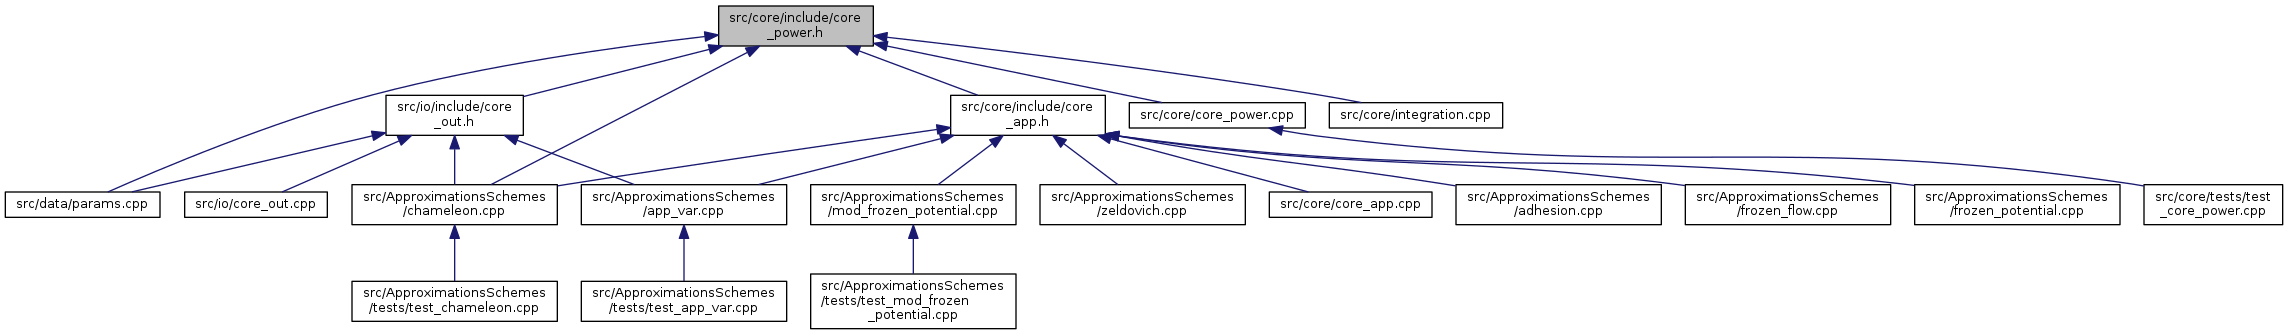 src/core/include/core
_power.h
src/io/include/core
_out.h
src/core/include/core
_app.h
src/core/core_power.cpp
src/core/integration.cpp
src/data/params.cpp
src/io/core_out.cpp
src/ApproximationsSchemes
/chameleon.cpp
src/ApproximationsSchemes
/app_var.cpp
src/ApproximationsSchemes
/mod_frozen_potential.cpp
src/ApproximationsSchemes
/zeldovich.cpp
src/core/core_app.cpp
src/ApproximationsSchemes
/adhesion.cpp
src/ApproximationsSchemes
/frozen_flow.cpp
src/ApproximationsSchemes
/frozen_potential.cpp
src/core/tests/test
_core_power.cpp
src/ApproximationsSchemes
/tests/test_chameleon.cpp
src/ApproximationsSchemes
/tests/test_app_var.cpp
src/ApproximationsSchemes
/tests/test_mod_frozen
_potential.cpp